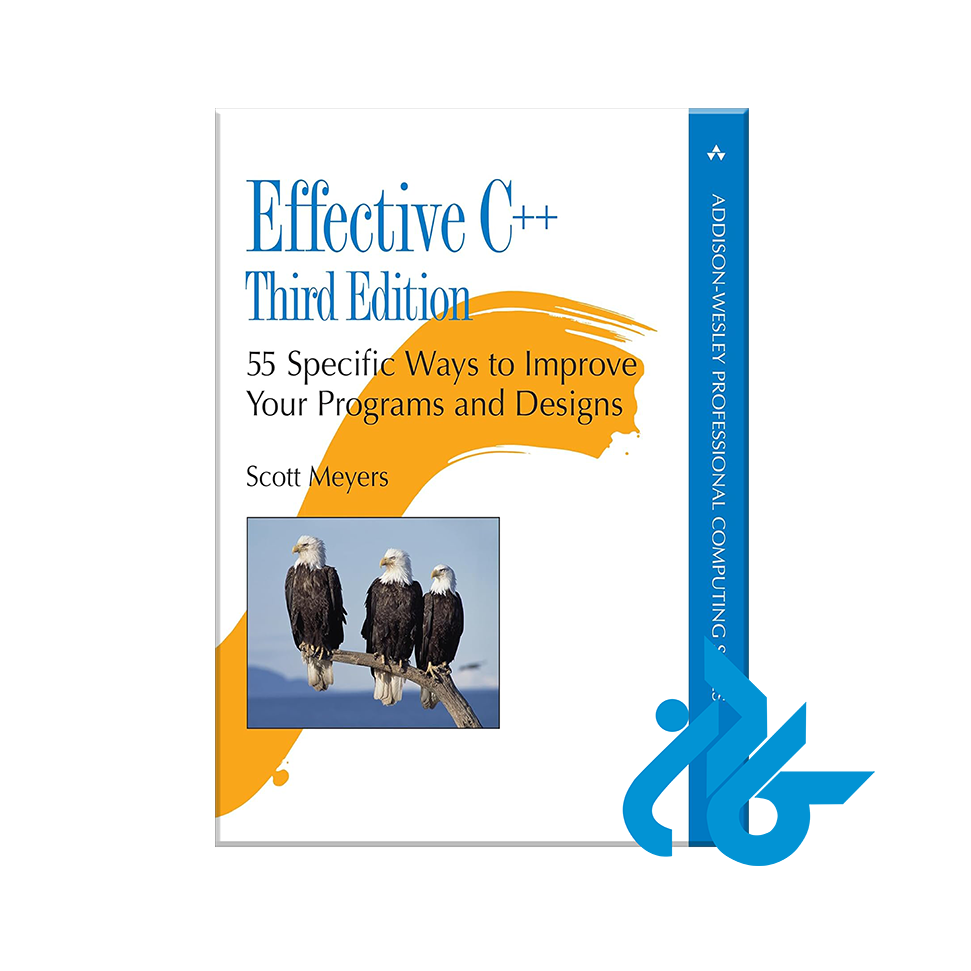 Effective C++
Third Edition
55 Specific Ways to Improve
Your Programs and Designs
Scott Meyers
ADDISON-WESLEY PROFESSIONAL COMPUTING